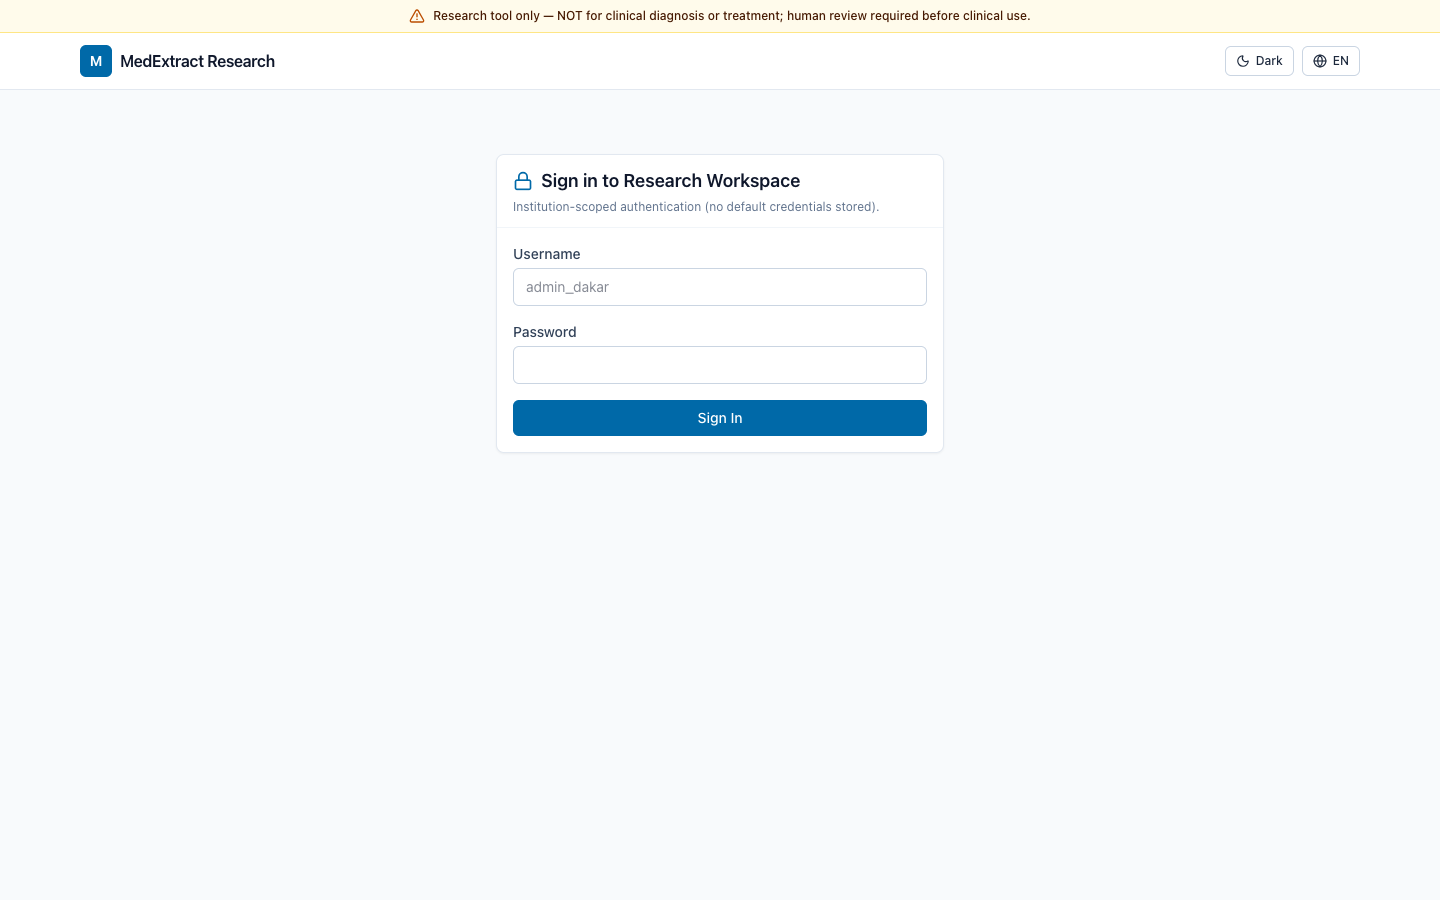 Research tool only — NOT for clinical diagnosis or treatment; human review required before clinical use.
M MedExtract Research
Dark
EN
Sign in to Research Workspace
Institution-scoped authentication (no default credentials stored).
Username
admin_dakar
Password
Sign In